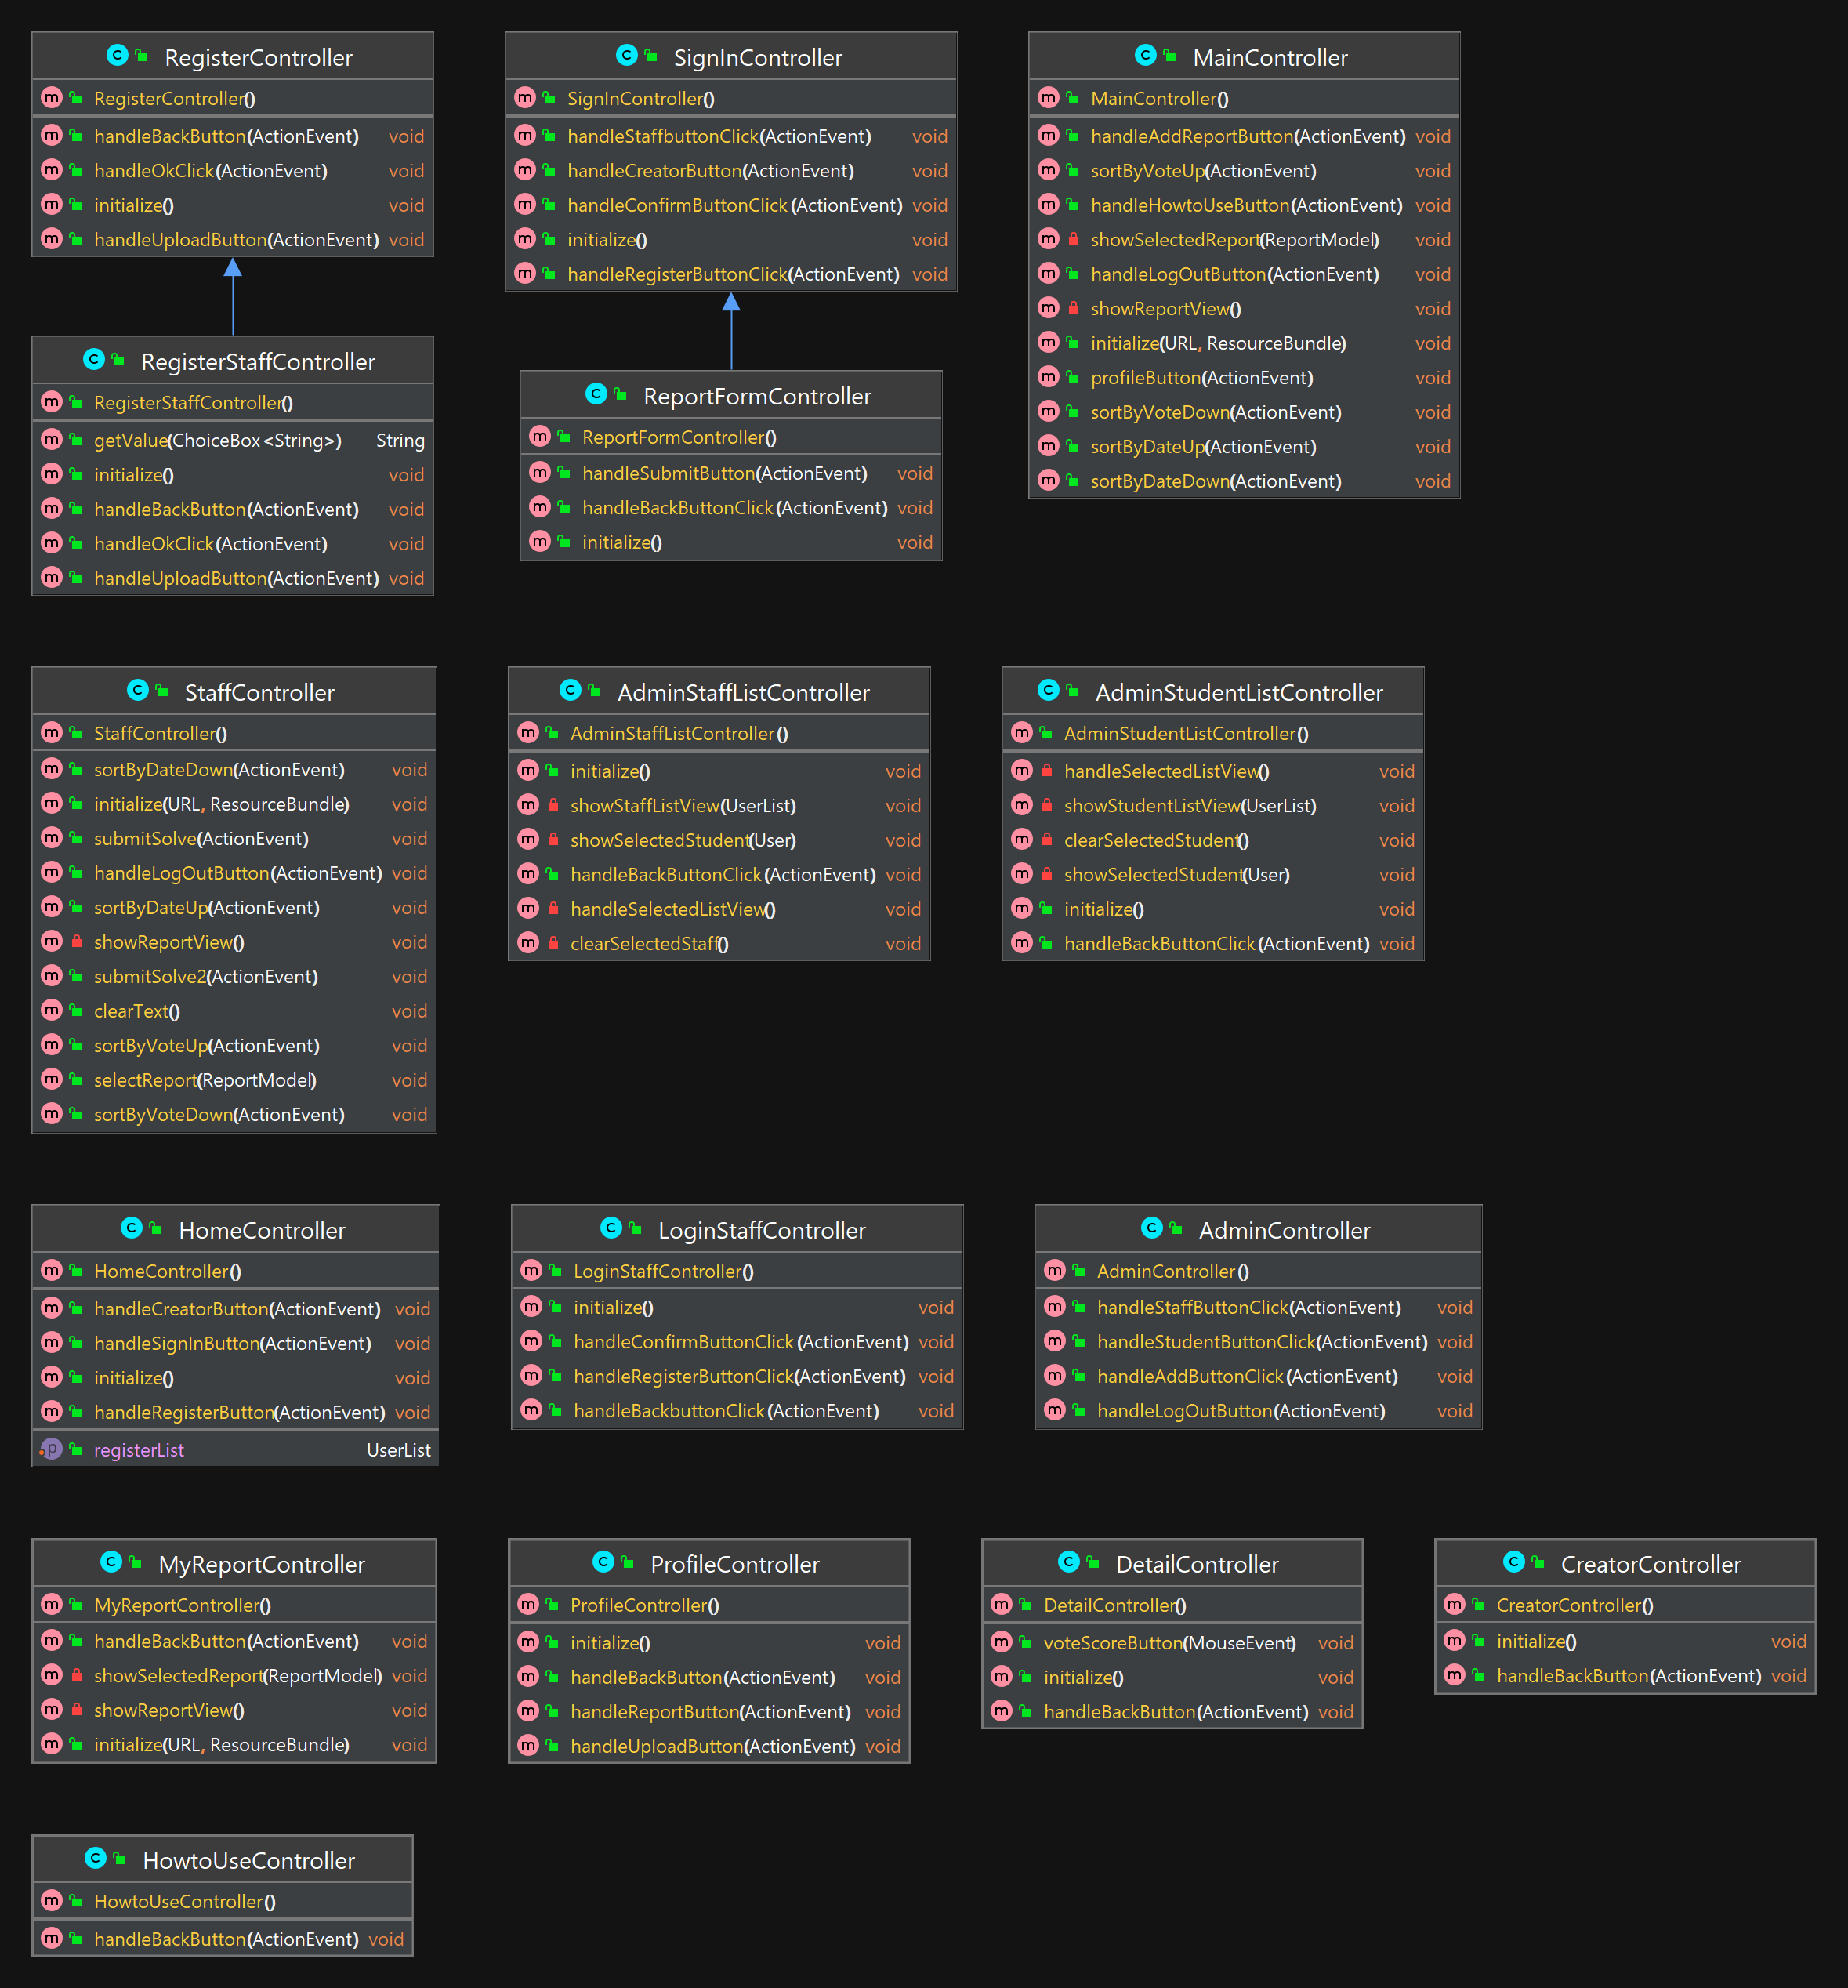 RegisterController
RegisterController()
handleBackButton(ActionEvent) void
handleOkClick(ActionEvent) void
initialize() void
handleUploadButton(ActionEvent) void
SignInController
SignInController()
handleStaffbuttonClick(ActionEvent) void
handleCreatorButton(ActionEvent) void
handleConfirmButtonClick(ActionEvent) void
initialize() void
handleRegisterButtonClick(ActionEvent) void
MainController
MainController()
handleAddReportButton(ActionEvent) void
sortByVoteUp(ActionEvent) void
handleHowtoUseButton(ActionEvent) void
showSelectedReport(ReportModel) void
handleLogOutButton(ActionEvent) void
showReportView() void
initialize(URL, ResourceBundle) void
profileButton(ActionEvent) void
sortByVoteDown(ActionEvent) void
sortByDateUp(ActionEvent) void
sortByDateDown(ActionEvent) void
RegisterStaffController
RegisterStaffController()
getValue(ChoiceBox<String>) String
initialize() void
handleBackButton(ActionEvent) void
handleOkClick(ActionEvent) void
handleUploadButton(ActionEvent) void
ReportFormController
ReportFormController()
handleSubmitButton(ActionEvent) void
handleBackButtonClick(ActionEvent) void
initialize() void
StaffController
StaffController()
sortByDateDown(ActionEvent) void
initialize(URL, ResourceBundle) void
submitSolve(ActionEvent) void
handleLogOutButton(ActionEvent) void
sortByDateUp(ActionEvent) void
showReportView() void
submitSolve2(ActionEvent) void
clearText() void
sortByVoteUp(ActionEvent) void
selectReport(ReportModel) void
sortByVoteDown(ActionEvent) void
AdminStaffListController
AdminStaffListController()
initialize() void
showStaffListView(UserList) void
showSelectedStudent(User) void
handleBackButtonClick(ActionEvent) void
handleSelectedListView() void
clearSelectedStaff() void
AdminStudentListController
AdminStudentListController()
handleSelectedListView() void
showStudentListView(UserList) void
clearSelectedStudent() void
showSelectedStudent(User) void
initialize() void
handleBackButtonClick(ActionEvent) void
HomeController
HomeController()
handleCreatorButton(ActionEvent) void
handleSignInButton(ActionEvent) void
initialize() void
handleRegisterButton(ActionEvent) void
registerList UserList
LoginStaffController
LoginStaffController()
initialize() void
handleConfirmButtonClick(ActionEvent) void
handleRegisterButtonClick(ActionEvent) void
handleBackbuttonClick(ActionEvent) void
AdminController
AdminController()
handleStaffButtonClick(ActionEvent) void
handleStudentButtonClick(ActionEvent) void
handleAddButtonClick(ActionEvent) void
handleLogOutButton(ActionEvent) void
MyReportController
MyReportController()
handleBackButton(ActionEvent) void
showSelectedReport(ReportModel) void
showReportView() void
initialize(URL, ResourceBundle) void
ProfileController
ProfileController()
initialize() void
handleBackButton(ActionEvent) void
handleReportButton(ActionEvent) void
handleUploadButton(ActionEvent) void
DetailController
DetailController()
voteScoreButton(MouseEvent) void
initialize() void
handleBackButton(ActionEvent) void
CreatorController
CreatorController()
initialize() void
handleBackButton(ActionEvent) void
HowtoUseController
HowtoUseController()
handleBackButton(ActionEvent) void